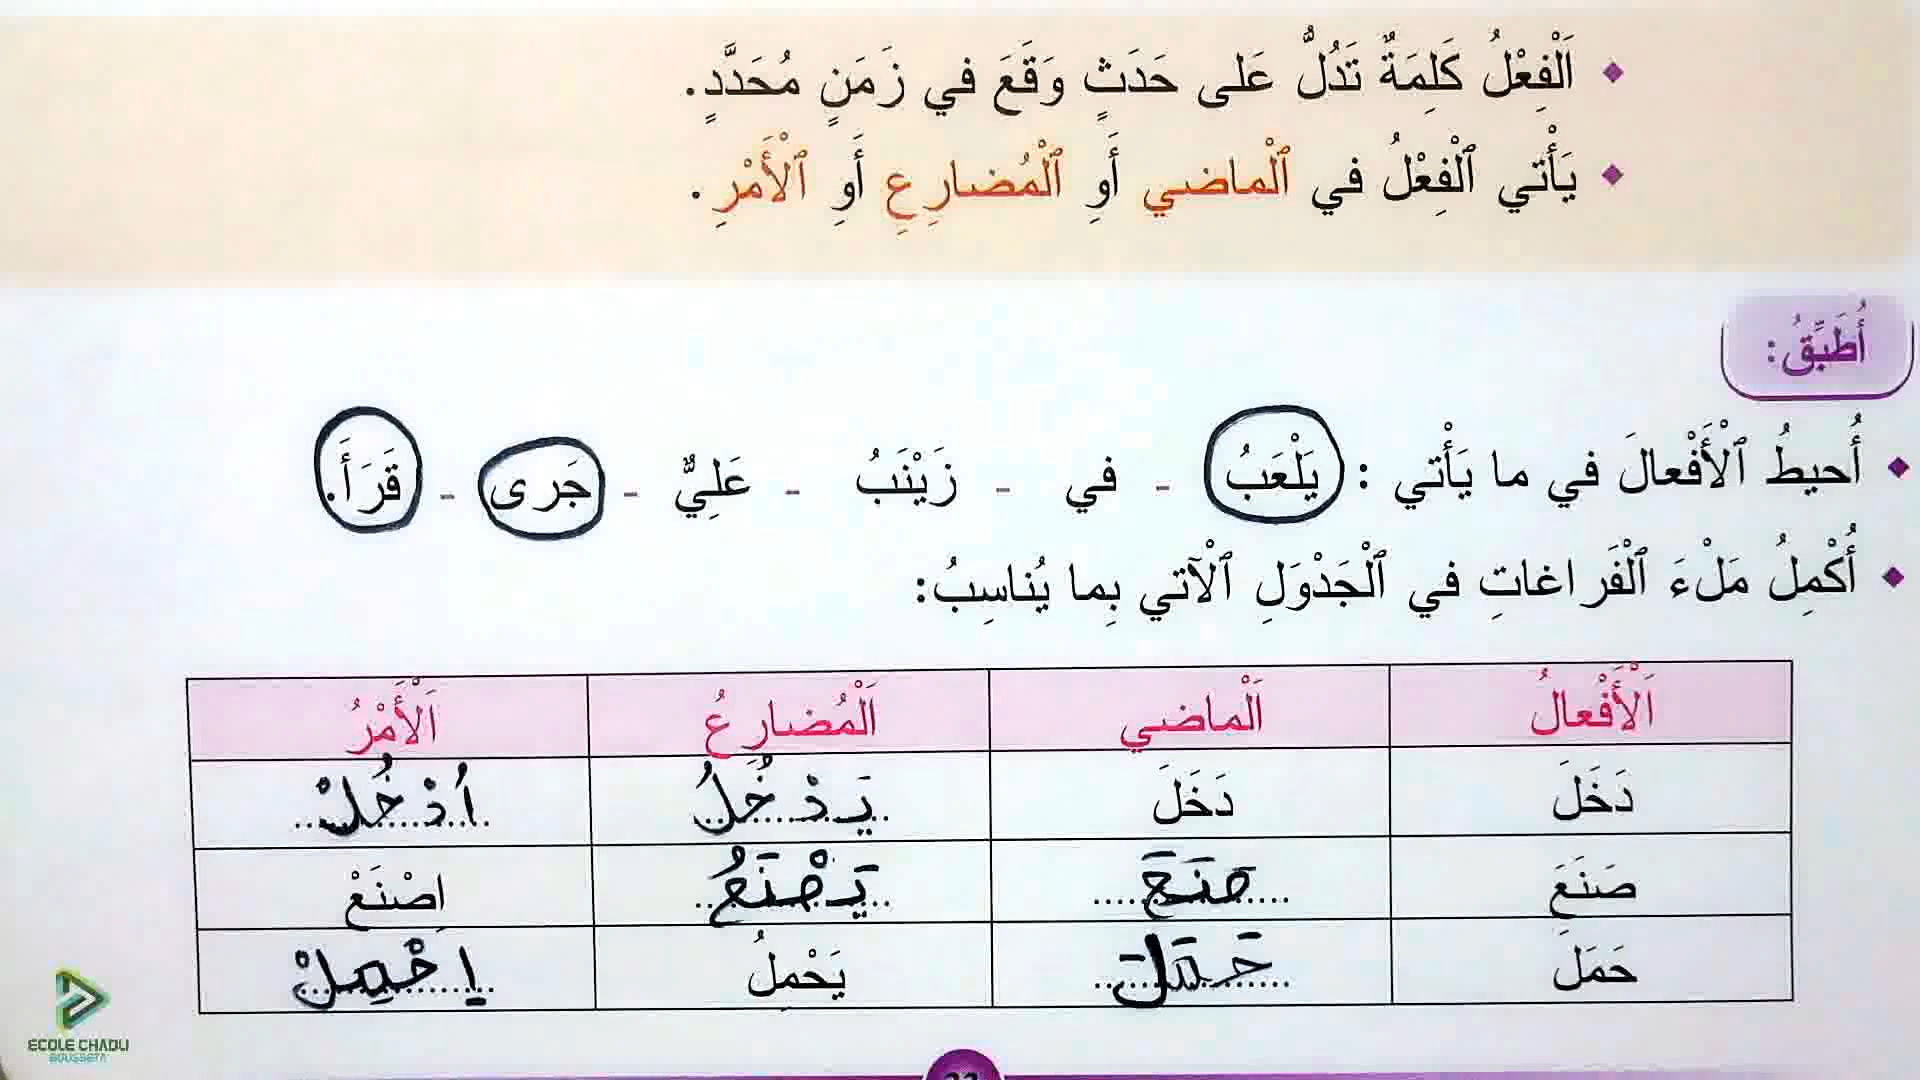 اَلْفِعْلُ كَلِمَةٌ تَدُلُّ عَلى حَدَثٍ وَقَعَ في زَمَنٍ مُحَدَّدٍ.
يَأْتي ٱلْفِعْلُ في ٱلْماضي أَوِ ٱلْمُضارِعِ أَوِ ٱلْأَمْرِ.
أُطَبِّقُ:
أُحيطُ ٱلْأَفْعالَ في ما يَأْتي : يَلْعَبُ - في - زَيْنَبُ - عَلِيٌّ - جَرى - قَرَأَ.
أُكْمِلُ مَلْءَ ٱلْفَراغاتِ في ٱلْجَدْوَلِ ٱلْآتي بِما يُناسِبُ:
اَلْأَفْعالُ اَلْماضي اَلْمُضارِعُ اَلْأَمْرُ
دَخَلَ دَخَلَ يَدْخُلُ اُدْخُلْ
صَنَعَ صَنَعَ يَصْنَعُ اِصْنَعْ
حَمَلَ حَمَلَ يَحْمِلُ اِحْمِلْ
ECOLE CHADLI
BOUSSETA